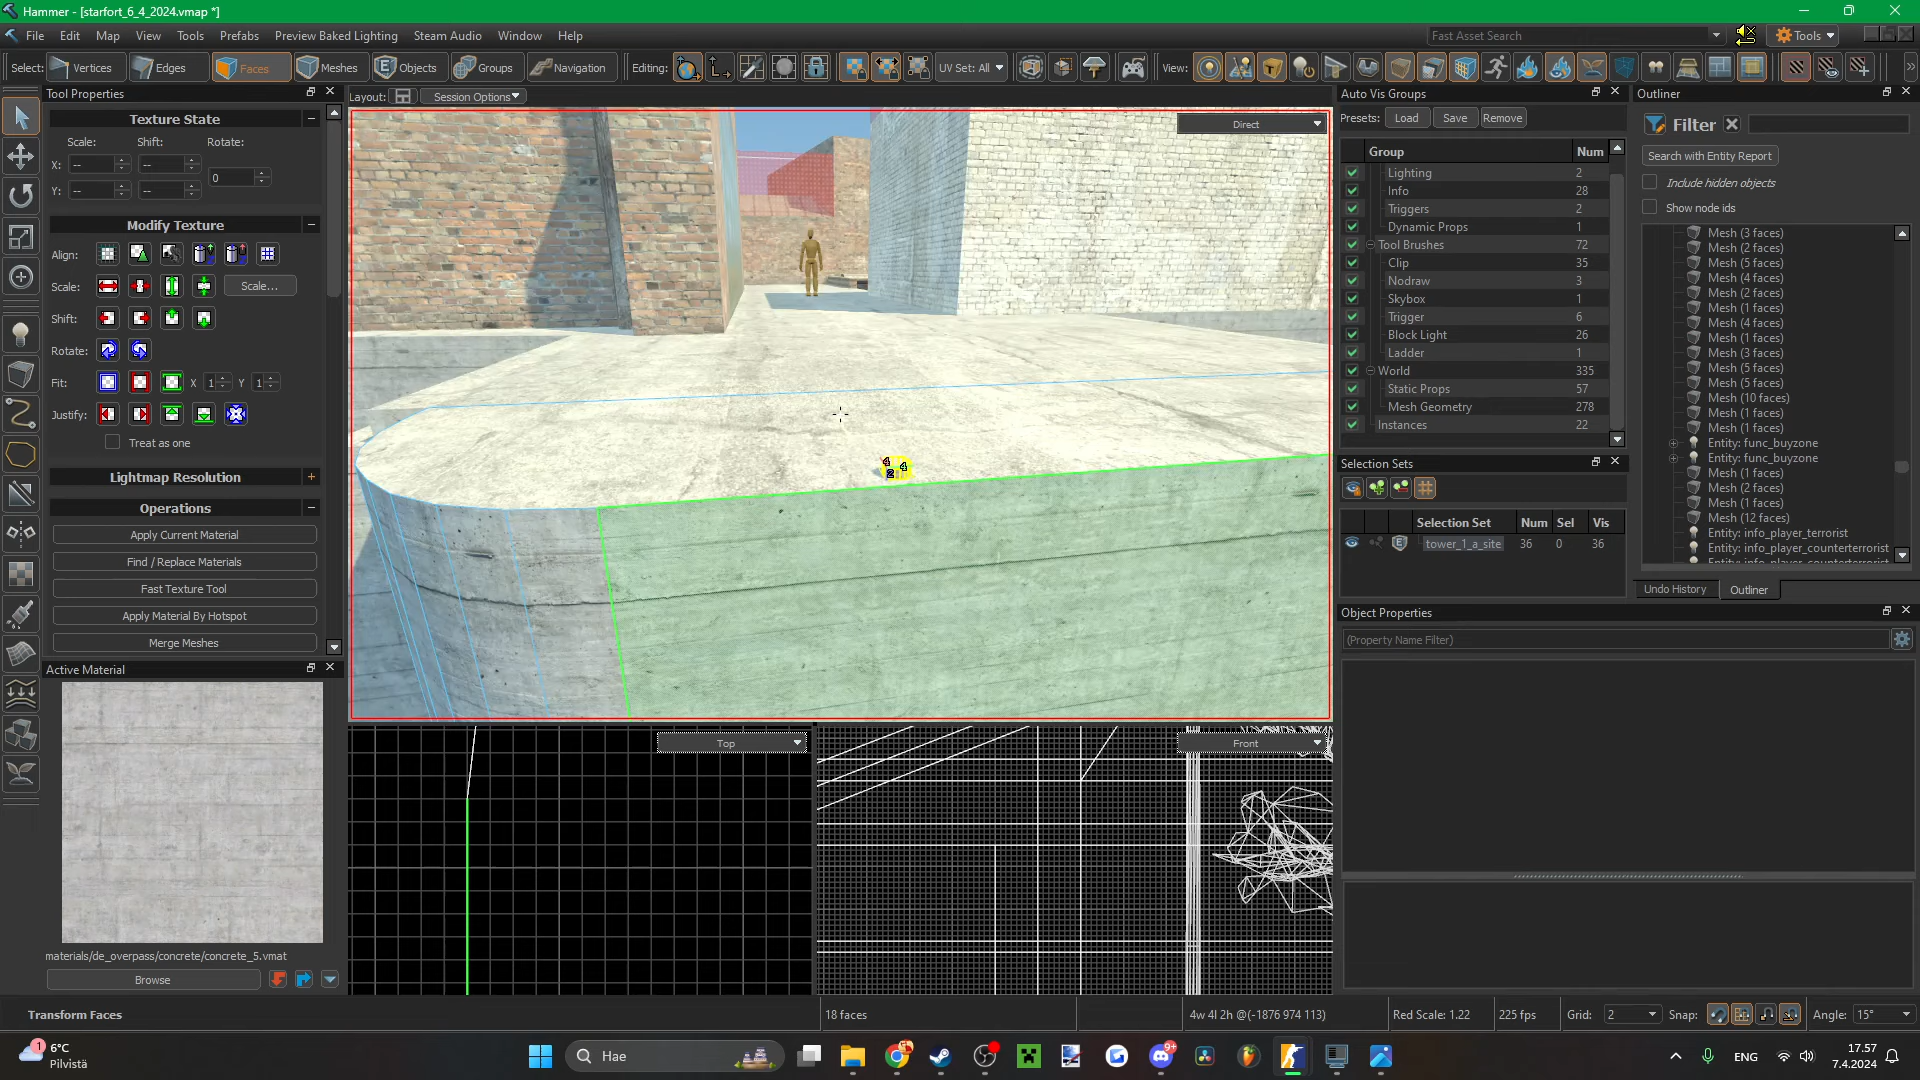 Hammer - [starfort_6_4_2024.vmap *]
File Edit Map View Tools Prefabs Preview Baked Lighting Steam Audio Window Help
Fast Asset Search
Tools
Select: Vertices Edges Faces Meshes Objects Groups Navigation Editing: UV Set: All View:
Tool Properties
Texture State
Scale: Shift: Rotate:
X: -- -- 0
Y: -- --
Modify Texture
Align:
Scale: Scale...
Shift:
Rotate:
Fit: X 1 Y 1
Justify:
Treat as one
Lightmap Resolution
Operations
Apply Current Material
Find / Replace Materials
Fast Texture Tool
Apply Material By Hotspot
Merge Meshes
Active Material
materials/de_overpass/concrete/concrete_5.vmat
Browse
Layout: Session Options
Direct
4 4
2
Top
Front
Auto Vis Groups
Presets: Load Save Remove
Group Num
Lighting 2
Info 28
Triggers 2
Dynamic Props 1
Tool Brushes 72
Clip 35
Nodraw 3
Skybox 1
Trigger 6
Block Light 26
Ladder 1
World 335
Static Props 57
Mesh Geometry 278
Instances 22
Selection Sets
Selection Set Num Sel Vis
tower_1_a_site 36 0 36
Outliner
Filter
Search with Entity Report
Include hidden objects
Show node ids
Mesh (3 faces)
Mesh (2 faces)
Mesh (5 faces)
Mesh (4 faces)
Mesh (2 faces)
Mesh (1 faces)
Mesh (4 faces)
Mesh (1 faces)
Mesh (3 faces)
Mesh (5 faces)
Mesh (5 faces)
Mesh (10 faces)
Mesh (1 faces)
Mesh (1 faces)
Entity: func_buyzone
Entity: func_buyzone
Mesh (1 faces)
Mesh (2 faces)
Mesh (1 faces)
Mesh (12 faces)
Entity: info_player_terrorist
Entity: info_player_counterterrorist
Entity: info_player_counterterrorist
Undo History Outliner
Object Properties
(Property Name Filter)
Transform Faces 18 faces 4w 4l 2h @(-1876 974 113) Red Scale: 1.22 225 fps Grid: 2 Snap: Angle: 15°
1
6°C
Pilvistä
Hae
9+
ENG
17.57
7.4.2024